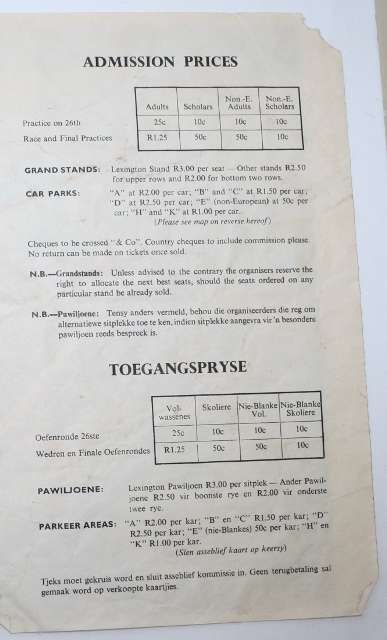 ADMISSION PRICES
Adults Scholars Non.-E. Adults Non.-E. Scholars
Practice on 26th 25c 10c 10c 10c
Race and Final Practices R1.25 50c 50c 10c
GRAND STANDS: Lexington Stand R3.00 per seat — Other stands R2.50
for upper rows and R2.00 for bottom two rows.
CAR PARKS: "A" at R2.00 per car; "B" and "C" at R1.50 per car;
"D" at R2.50 per car; "E" (non-European) at 50c per
car; "H" and "K" at R1.00 per car.
(Please see map on reverse hereof)
Cheques to be crossed "& Co". Country cheques to include commission please.
No return can be made on tickets once sold.
N.B.—Grandstands: Unless advised to the contrary the organisers reserve the
right to allocate the next best seats, should the seats ordered on any
particular stand be already sold.
N.B.—Pawiljoene: Tensy anders vermeld, behou die organiseerders die reg om
alternatiewe sitplekke toe te ken, indien sitplekke aangevra vir 'n besondere
pawiljoen reeds bespreek is.
TOEGANGSPRYSE
Vol-wassenes Skoliere Nie-Blanke Vol. Nie-Blanke Skoliere
Oefenronde 26ste 25c 10c 10c 10c
Wedren en Finale Oefenrondes R1.25 50c 50c 10c
PAWILJOENE: Lexington Pawiljoen R3.00 per sitplek — Ander Pawil-
joene R2.50 vir boonste rye en R2.00 vir onderste
twee rye.
PARKEER AREAS: "A" R2.00 per kar; "B" en "C" R1.50 per kar; "D"
R2.50 per kar; "E" (nie-Blankes) 50c per kar; "H" en
"K" R1.00 per kar.
(Sien asseblief kaart op keersy)
Tjeks moet gekruis word en sluit asseblief kommissie in. Geen terugbetaling sal
gemaak word op verkoopte kaartjies.